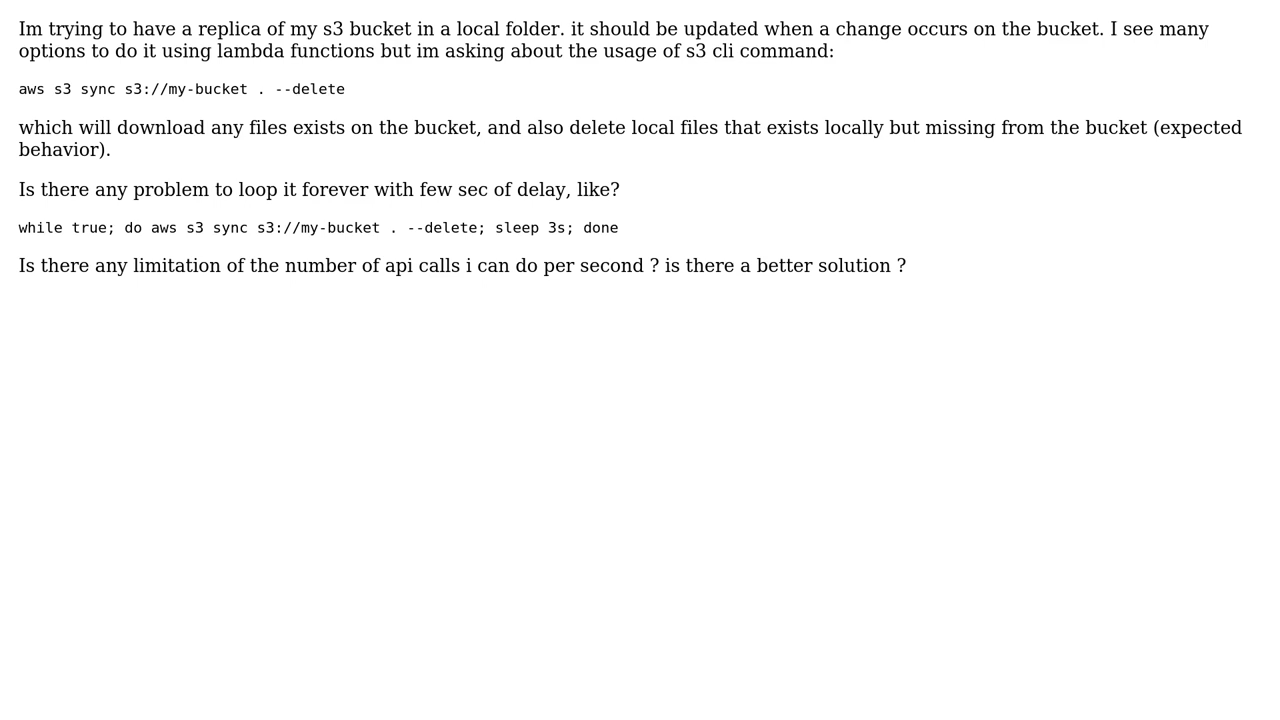 Im trying to have a replica of my s3 bucket in a local folder. it should be updated when a change occurs on the bucket. I see many
options to do it using lambda functions but im asking about the usage of s3 cli command:
aws s3 sync s3://my-bucket . --delete
which will download any files exists on the bucket, and also delete local files that exists locally but missing from the bucket (expected
behavior).
Is there any problem to loop it forever with few sec of delay, like?
while true; do aws s3 sync s3://my-bucket . --delete; sleep 3s; done
Is there any limitation of the number of api calls i can do per second ? is there a better solution ?